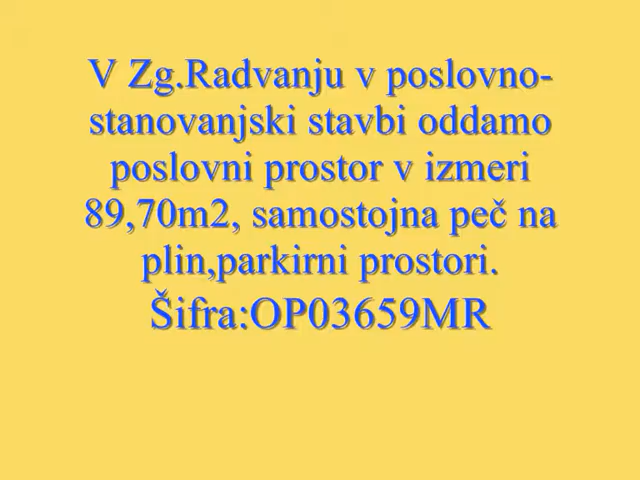 V Zg.Radvanju v poslovno-
stanovanjski stavbi oddamo
poslovni prostor v izmeri
89,70m2, samostojna peč na
plin,parkirni prostori.
Šifra:OP03659MR